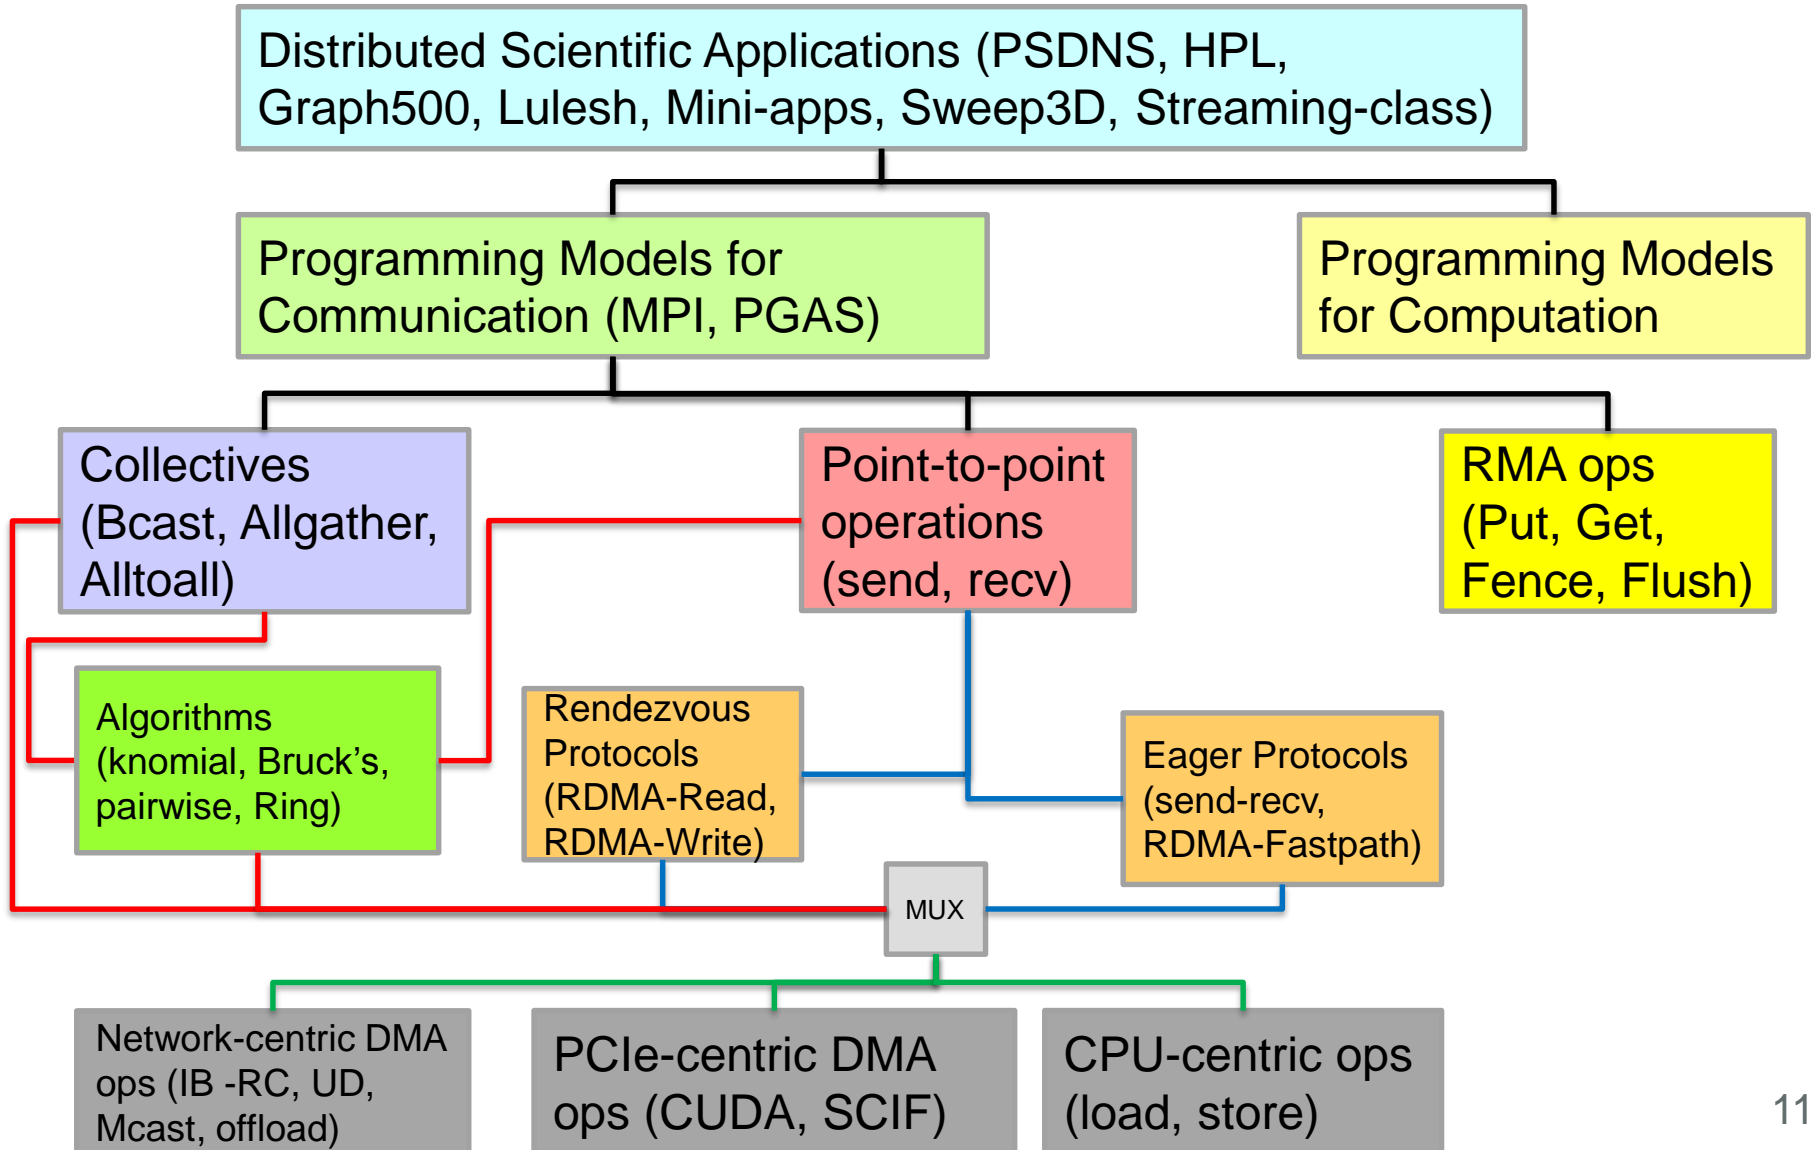 Distributed Scientific Applications (PSDNS, HPL,
Graph500, Lulesh, Mini-apps, Sweep3D, Streaming-class)
Programming Models for
Communication (MPI, PGAS)
Programming Models
for Computation
Collectives
(Bcast, Allgather,
Alltoall)
Point-to-point
operations
(send, recv)
RMA ops
(Put, Get,
Fence, Flush)
Algorithms
(knomial, Bruck’s,
pairwise, Ring)
Rendezvous
Protocols
(RDMA-Read,
RDMA-Write)
Eager Protocols
(send-recv,
RDMA-Fastpath)
MUX
Network-centric DMA
ops (IB -RC, UD,
Mcast, offload)
PCIe-centric DMA
ops (CUDA, SCIF)
CPU-centric ops
(load, store)
11